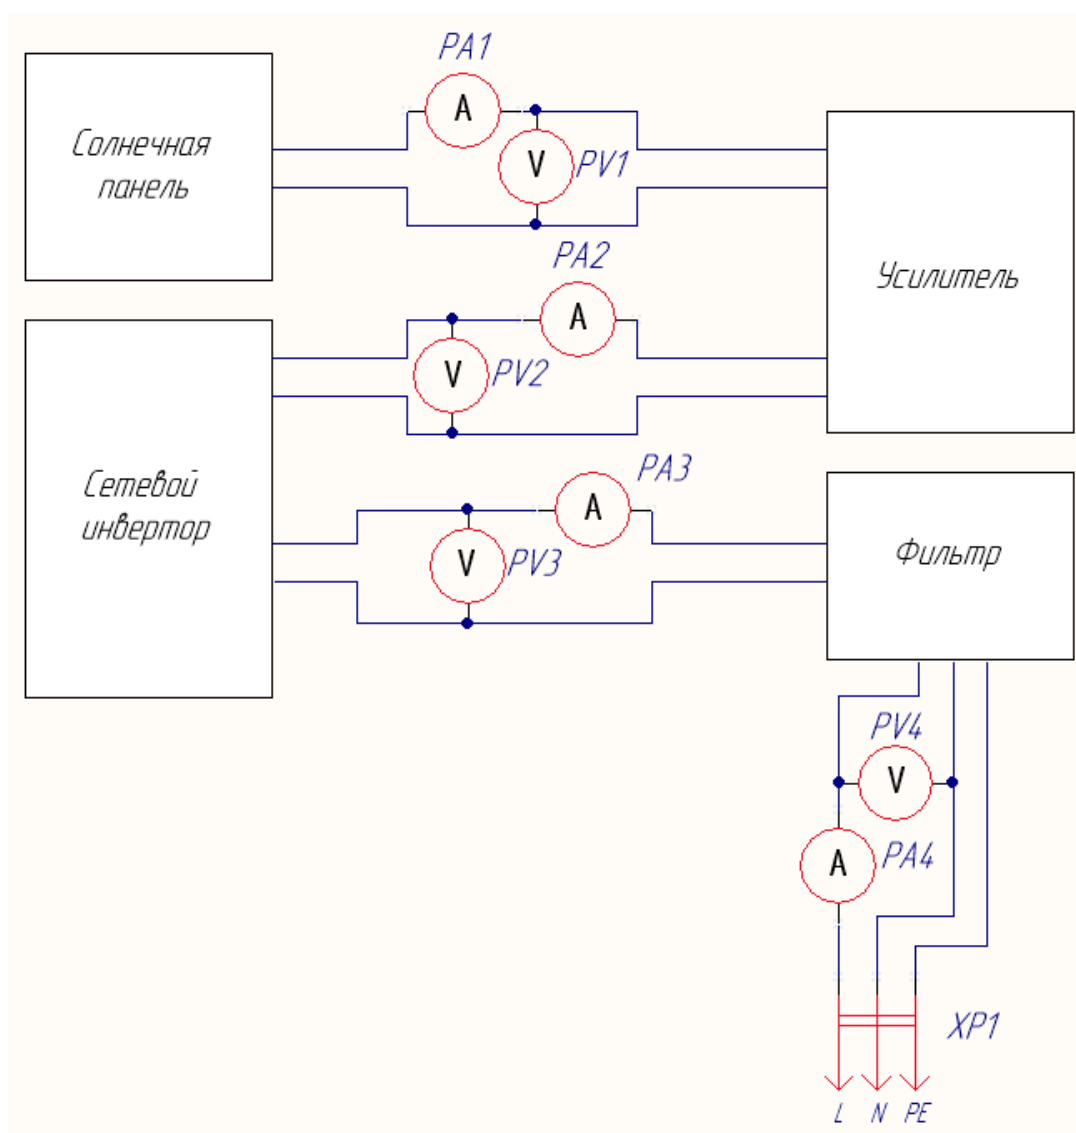 PA1
A
Солнечная
панель
V
PV1
PA2
Усилитель
A
V
PV2
PA3
Сетевой
инвертор
A
V
PV3
Фильтр
PV4
V
A
PA4
XP1
L N PE